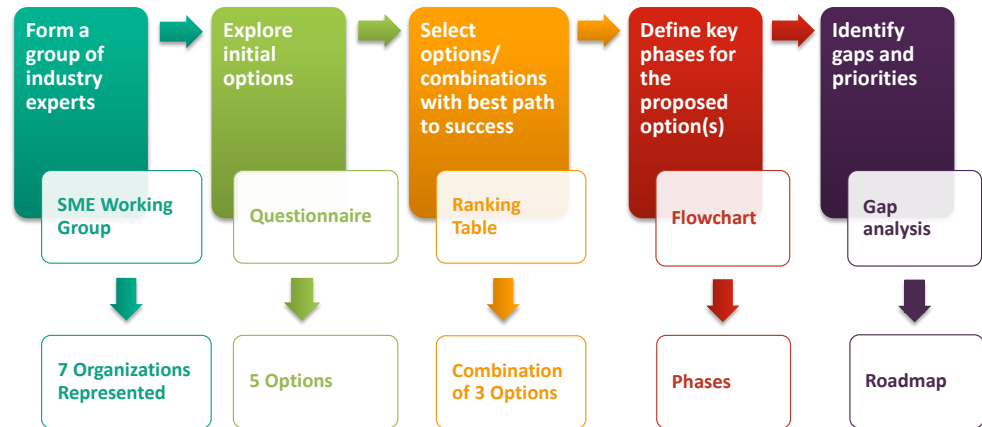 Form a
group of
industry
experts
Explore
initial
options
Select
options/
combinations
with best path
to success
Define key
phases for
the
proposed
option(s)
Identify
gaps and
priorities
SME Working
Group
Questionnaire
Ranking
Table
Flowchart
Gap
analysis
7 Organizations
Represented
5 Options
Combination
of 3 Options
Phases
Roadmap